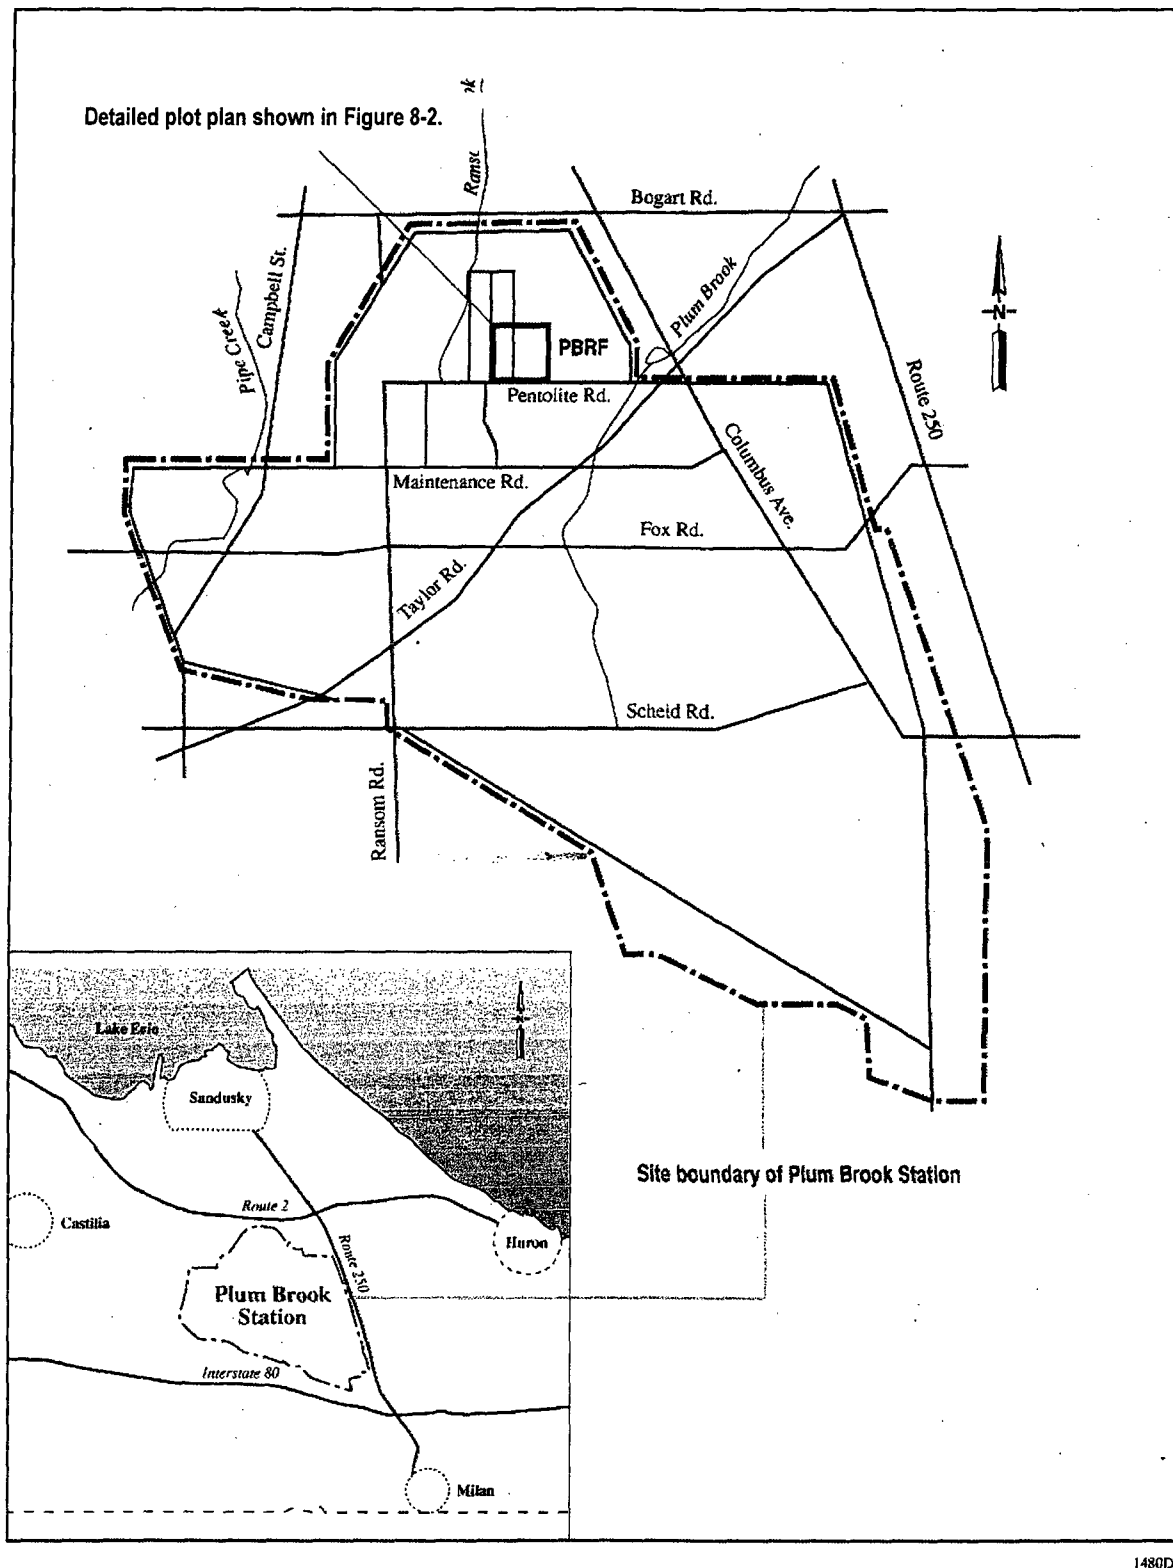 Detailed plot plan shown in Figure 8-2.
Bogart Rd.
Campbell St.
Pipe Creek
Plum Brook
N
PBRF
Route 250
Pentolite Rd.
Columbus Ave.
Maintenance Rd.
Fox Rd.
Taylor Rd.
Scheid Rd.
Ransom Rd.
Lake Erie
Sandusky
Site boundary of Plum Brook Station
Route 2
Castilia
Huron
Route 250
Plum Brook
Station
Interstate 80
Milan
1480D